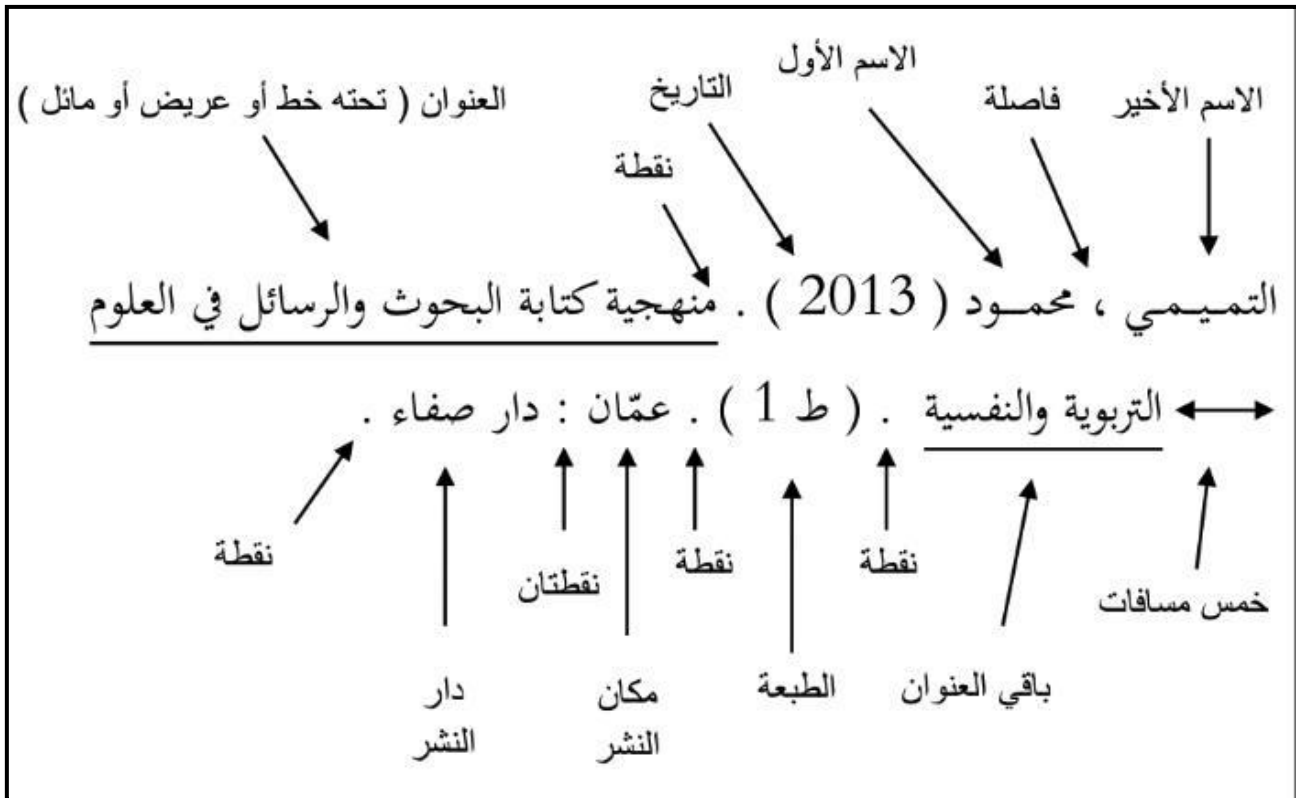 الاسم الأخير فاصلة الاسم الأول التاريخ العنوان ( تحته خط أو عريض أو مائل )
نقطة
التميمي ، محمود ( 2013 ) . منهجية كتابة البحوث والرسائل في العلوم
التربوية والنفسية . ( ط 1 ) . عمّان : دار صفاء .
خمس مسافات نقطة نقطة نقطتان نقطة
باقي العنوان الطبعة مكان دار
النشر النشر